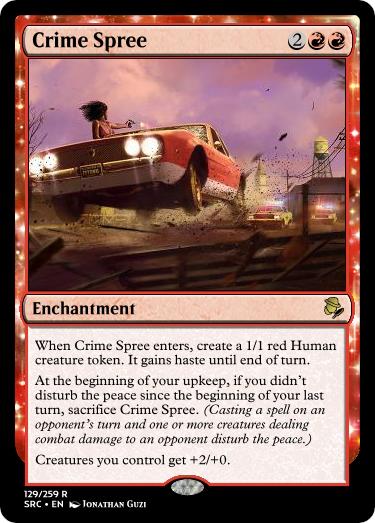 Crime Spree 2
Enchantment
When Crime Spree enters, create a 1/1 red Human
creature token. It gains haste until end of turn.
At the beginning of your upkeep, if you didn't
disturb the peace since the beginning of your last
turn, sacrifice Crime Spree. (Casting a spell on an
opponent's turn and one or more creatures dealing
combat damage to an opponent disturb the peace.)
Creatures you control get +2/+0.
129/259 R
SRC • EN Jonathan Guzi